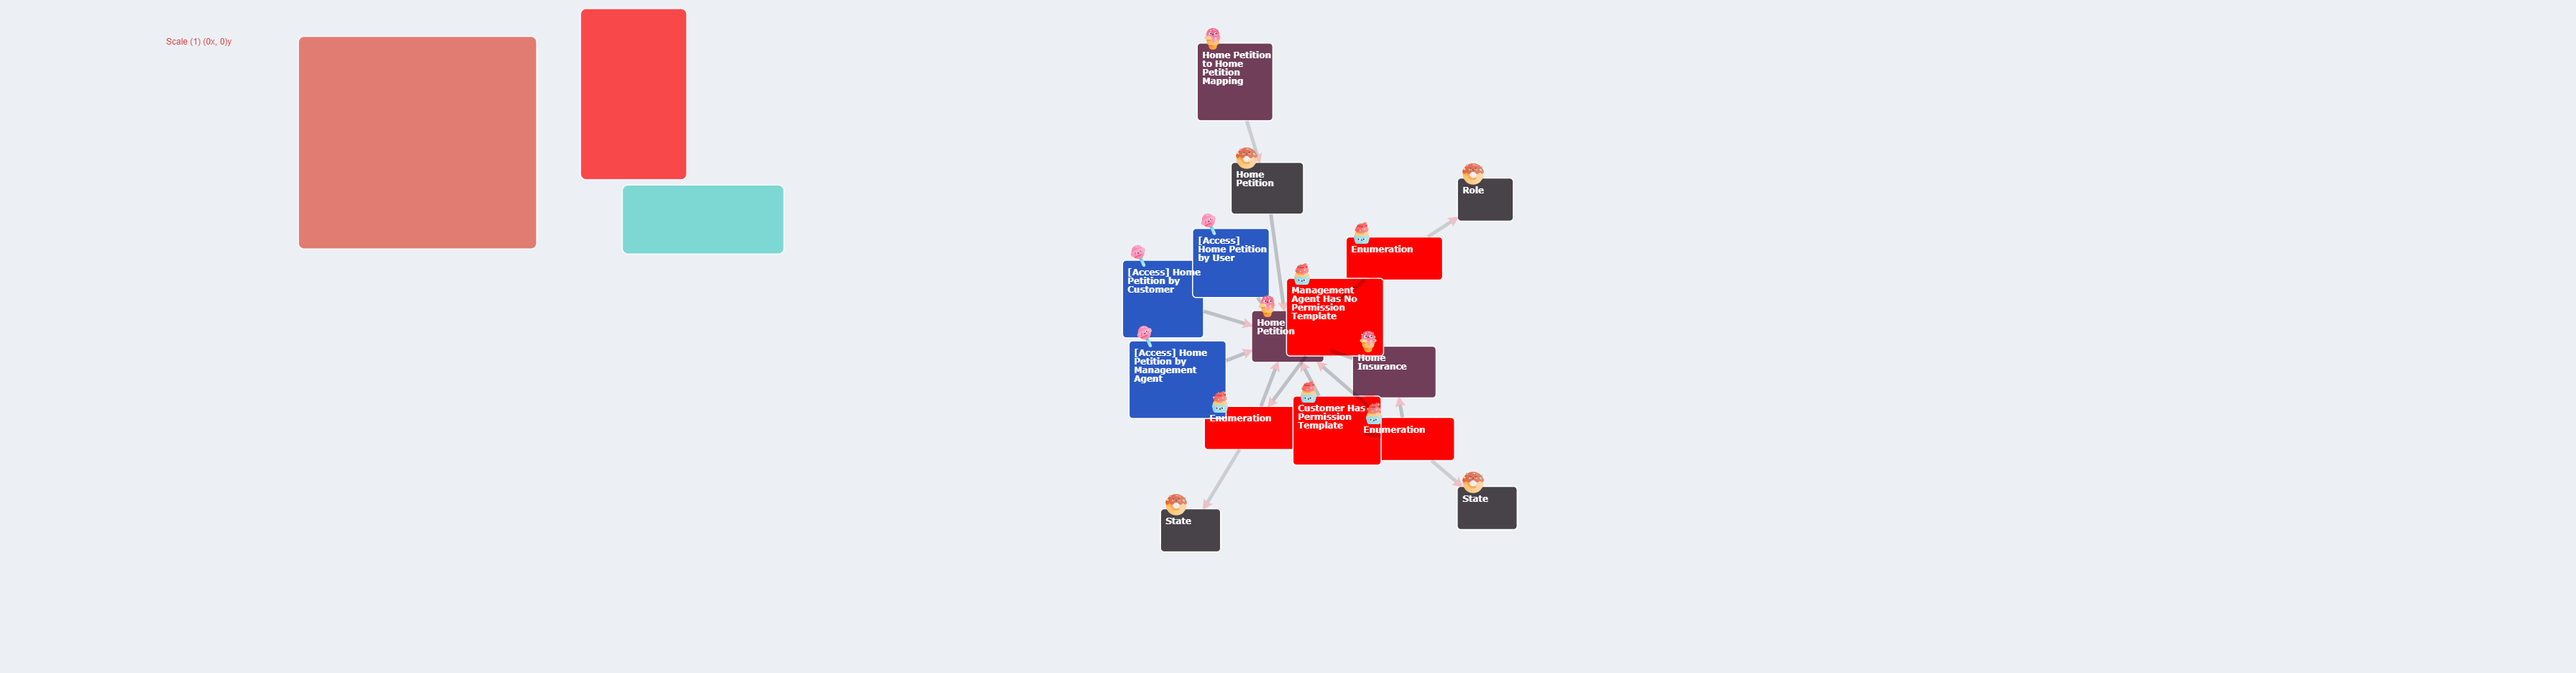 Scale (1) (0x, 0)y
Home Petition
to Home
Petition
Mapping
Home
Petition
Role
[Access]
Home Petition
by User
Enumeration
[Access] Home
Petition by
Customer
Management
Agent Has No
Permission
Template
Home
Petition
[Access] Home
Petition by
Management
Agent
Home
Insurance
Customer Has
Permission
Template
Enumeration
Enumeration
State
State